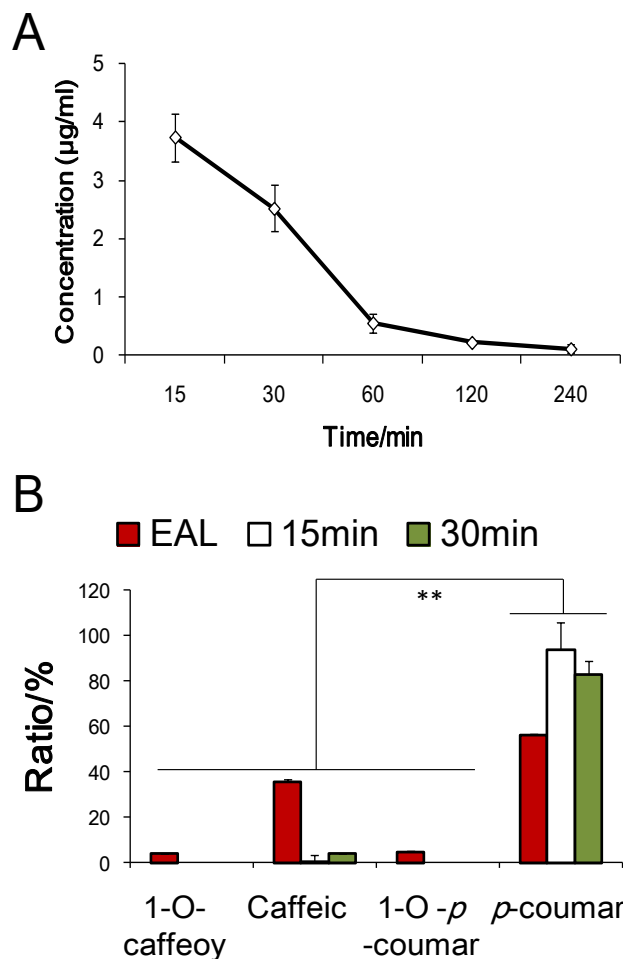 A
5
4
3
2
1
0
Concentration (µg/ml)
15 30 60 120 240
Time/min
B
EAL 15min 30min
120
100
80
60
40
20
0
Ratio/%
**
1-O- Caffeic 1-O -p p-coumar
caffeoy -coumar